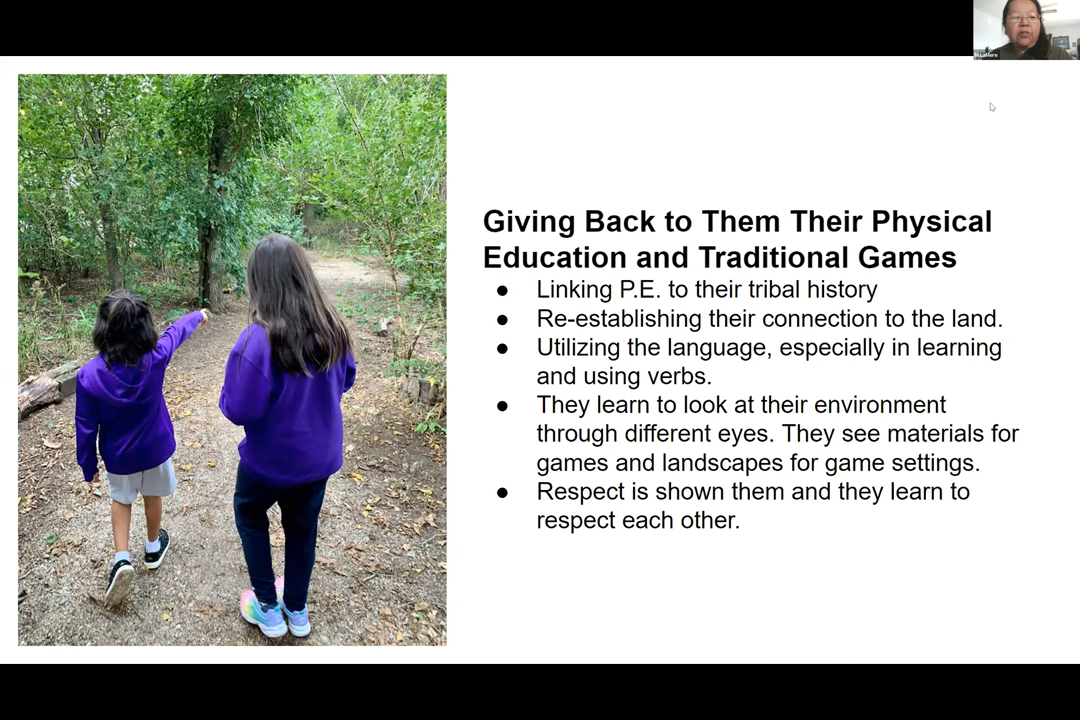 Giving Back to Them Their Physical
Education and Traditional Games
● Linking P.E. to their tribal history
● Re-establishing their connection to the land.
● Utilizing the language, especially in learning
and using verbs.
● They learn to look at their environment
through different eyes. They see materials for
games and landscapes for game settings.
● Respect is shown them and they learn to
respect each other.